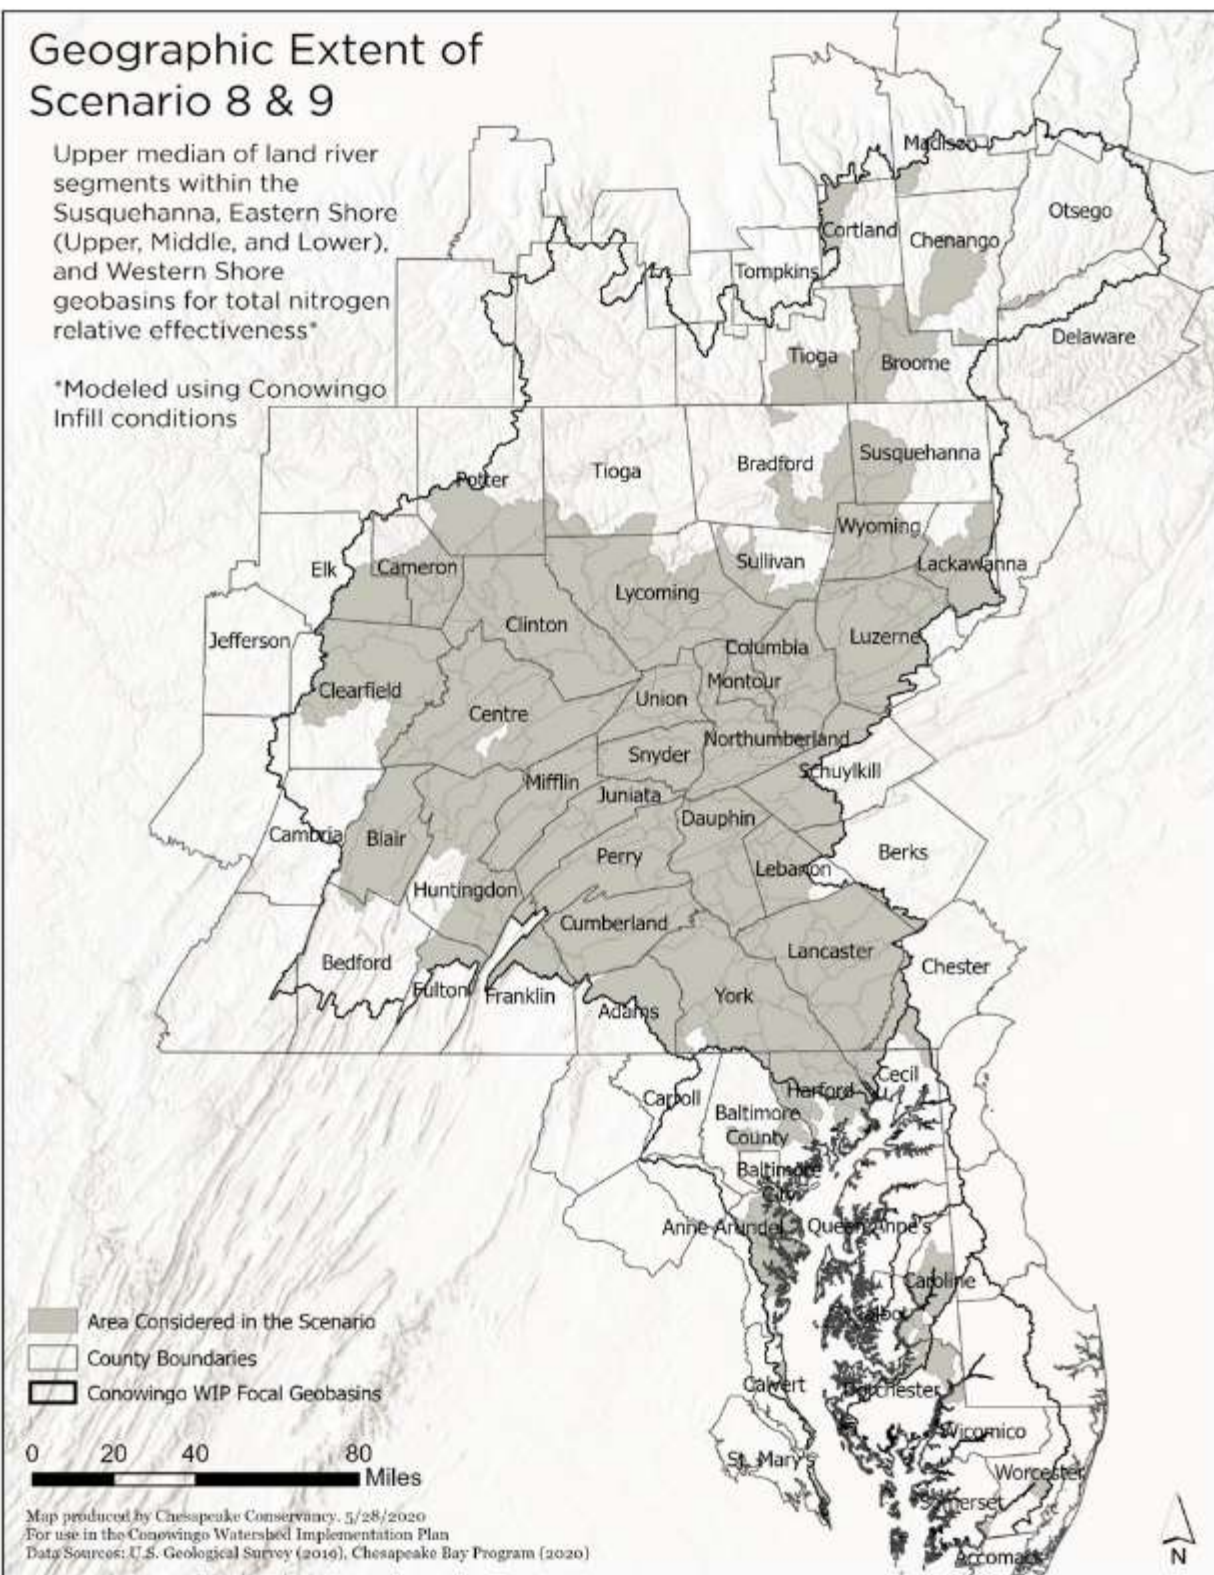 Geographic Extent of
Scenario 8 & 9
Upper median of land river
segments within the
Susquehanna, Eastern Shore
(Upper, Middle, and Lower),
and Western Shore
geobasins for total nitrogen
relative effectiveness*
*Modeled using Conowingo
Infill conditions
Madison
Otsego
Cortland
Chenango
Tompkins
Delaware
Tioga
Broome
Susquehanna
Bradford
Tioga
Potter
Wyoming
Sullivan
Lackawanna
Elk
Cameron
Lycoming
Clinton
Jefferson
Luzerne
Columbia
Montour
Clearfield
Union
Centre
Northumberland
Snyder
Schuylkill
Mifflin
Juniata
Dauphin
Cambria
Blair
Berks
Perry
Lebanon
Huntingdon
Cumberland
Lancaster
Bedford
Chester
Fulton
Franklin
York
Adams
Cecil
Harford
Carroll
Baltimore
County
Baltimore
City
Anne Arundel
Queen Anne's
Caroline
Talbot
Calvert
Dorchester
Wicomico
St. Mary's
Worcester
Somerset
Accomack
Area Considered in the Scenario
County Boundaries
Conowingo WIP Focal Geobasins
0 20 40 80
Miles
Map produced by Chesapeake Conservancy. 5/28/2020
For use in the Conowingo Watershed Implementation Plan
Data Sources: U.S. Geological Survey (2016), Chesapeake Bay Program (2020)
N